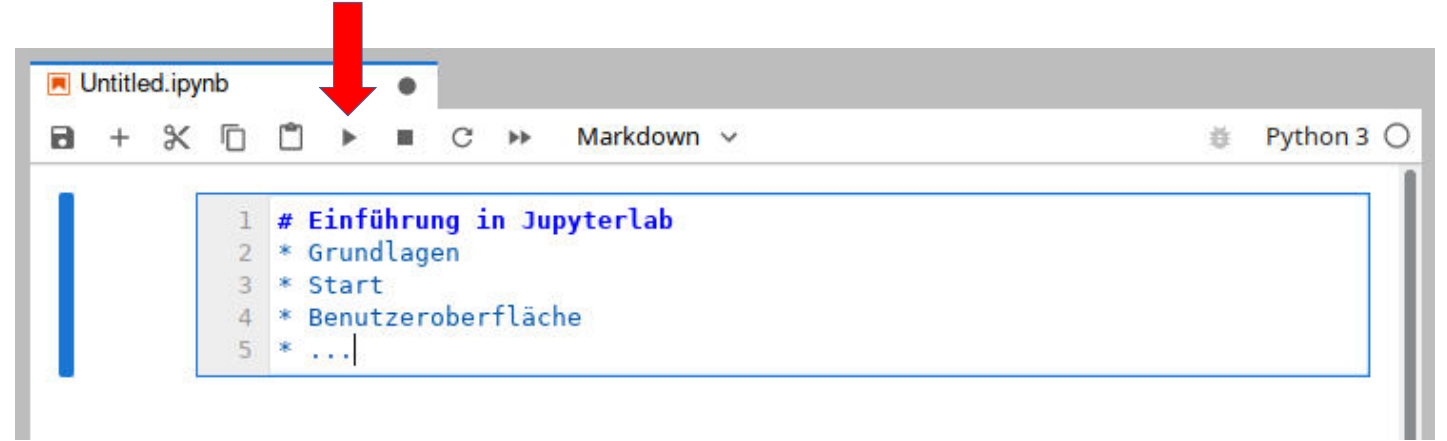 Untitled.ipynb
Markdown
Python 3
1 # Einführung in Jupyterlab
2 * Grundlagen
3 * Start
4 * Benutzeroberfläche
5 * ...